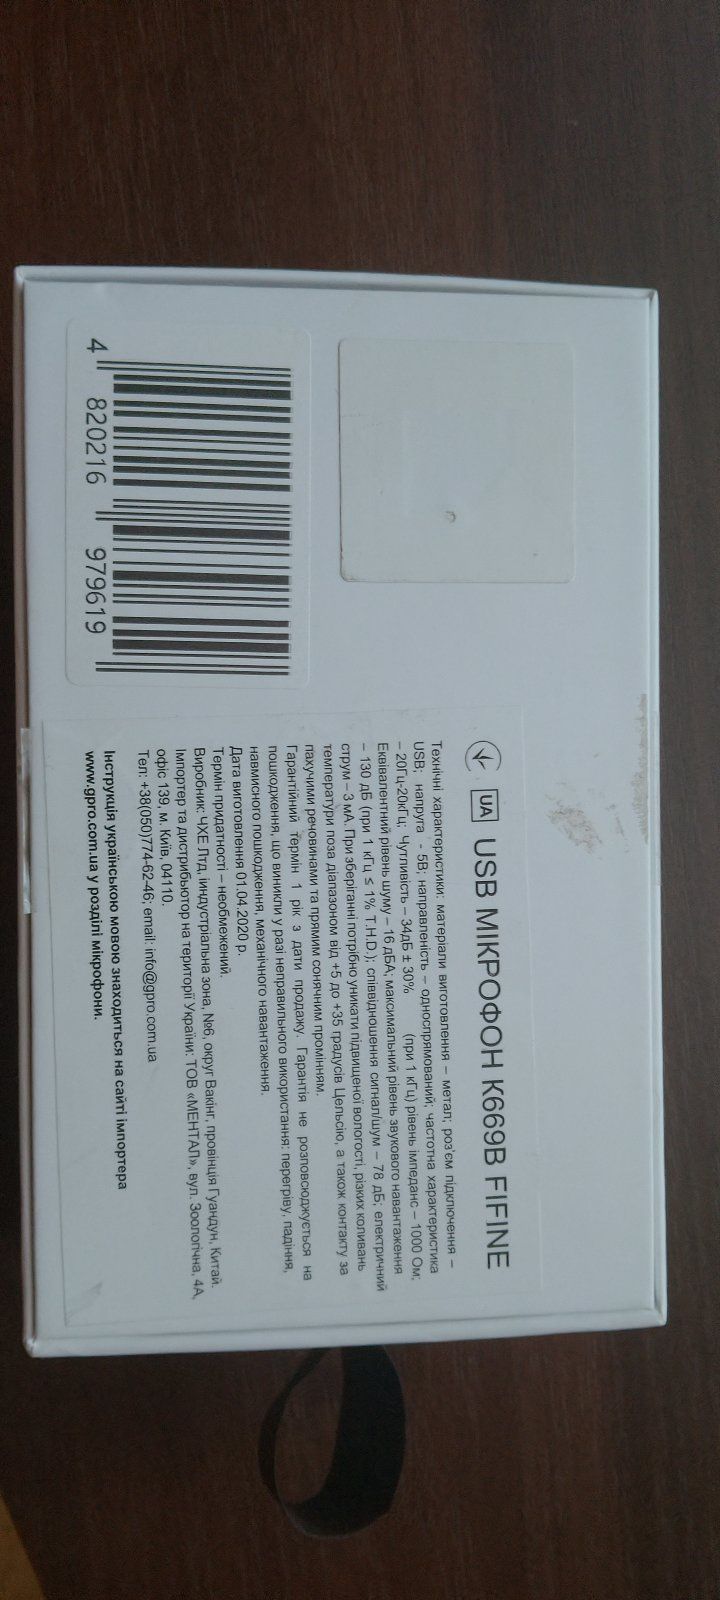 4 820216 979619
UA USB МІКРОФОН K669B FIFINE
Технічні характеристики: матеріали виготовлення – метал; роз'єм підключення –
USB; напруга - 5В; направленість – односпрямований; частотна характеристика
– 20Гц-20кГц; Чутливість – 34дБ ± 30% (при 1 кГц) рівень імпеданс – 1000 Ом;
Еквівалентний рівень шуму – 16 дБА; максимальний рівень звукового навантаження
– 130 дБ (при 1 кГц ≤ 1% T.H.D.); співвідношення сигнал/шум – 78 дБ; електричний
струм – 3 мА. При зберіганні потрібно уникати підвищеної вологості, різких коливань
температури поза діапазоном від +5 до +35 градусів Цельсію, а також контакту за
пакучими речовинами та прямим сонячним промінням.
Гарантійний термін 1 рік з дати продажу. Гарантія не розповсюджується на
пошкодження, що виникли у разі неправильного використання: перегріву, падіння,
навмисного пошкодження, механічного навантаження.
Дата виготовлення 01.04.2020 р.
Термін придатності – необмежений.
Виробник: ЧХЕ Лтд, індустріальна зона, №6, округ Вакінг, провінція Гуандун, Китай.
Імпортер та дистрибьютор на території України: ТОВ «МЕНТАЛ», вул. Зоологічна, 4А,
офіс 139, м. Київ, 04110.
Тел: +38(050)774-62-46; email: info@gpro.com.ua
Інструкція українською мовою знаходиться на сайті імпортера
www.gpro.com.ua у розділі мікрофони.